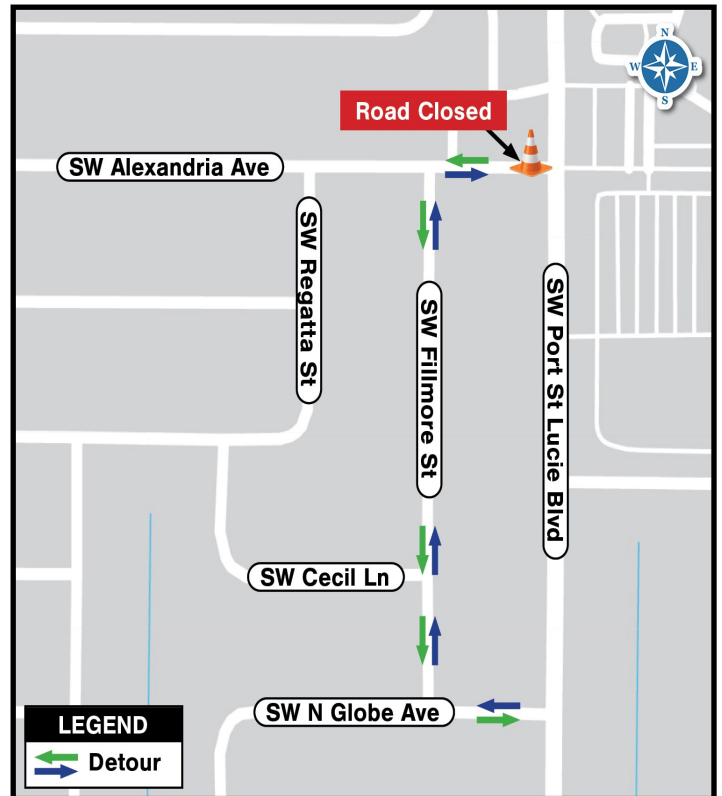 N
W
E
S
Road Closed
SW Alexandria Ave
SW Regatta St
SW Fillmore St
SW Port St Lucie Blvd
SW Cecil Ln
SW N Globe Ave
LEGEND
Detour